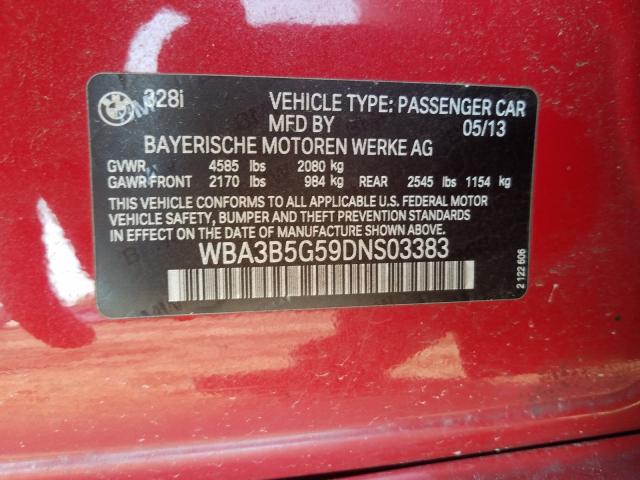 328i VEHICLE TYPE: PASSENGER CAR
MFD BY 05/13
BAYERISCHE MOTOREN WERKE AG
GVWR 4585 lbs 2080 kg
GAWR FRONT 2170 lbs 984 kg REAR 2545 lbs 1154 kg
THIS VEHICLE CONFORMS TO ALL APPLICABLE U.S. FEDERAL MOTOR
VEHICLE SAFETY, BUMPER AND THEFT PREVENTION STANDARDS
IN EFFECT ON THE DATE OF MANUFACTURE SHOWN ABOVE.
WBA3B5G59DNS03383
2 122 606